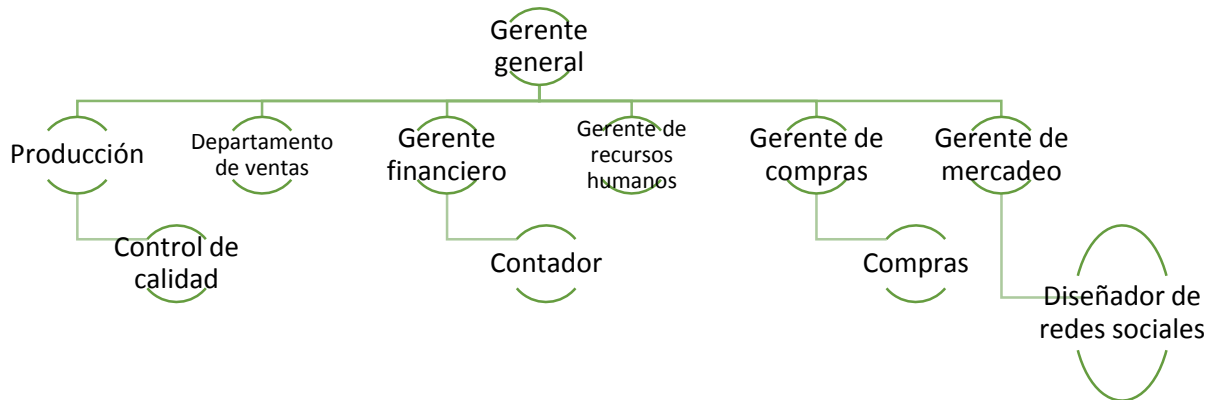 Gerente
general
Producción
Departamento
de ventas
Gerente
financiero
Gerente de
recursos
humanos
Gerente de
compras
Gerente de
mercadeo
Control de
calidad
Contador
Compras
Diseñador de
redes sociales